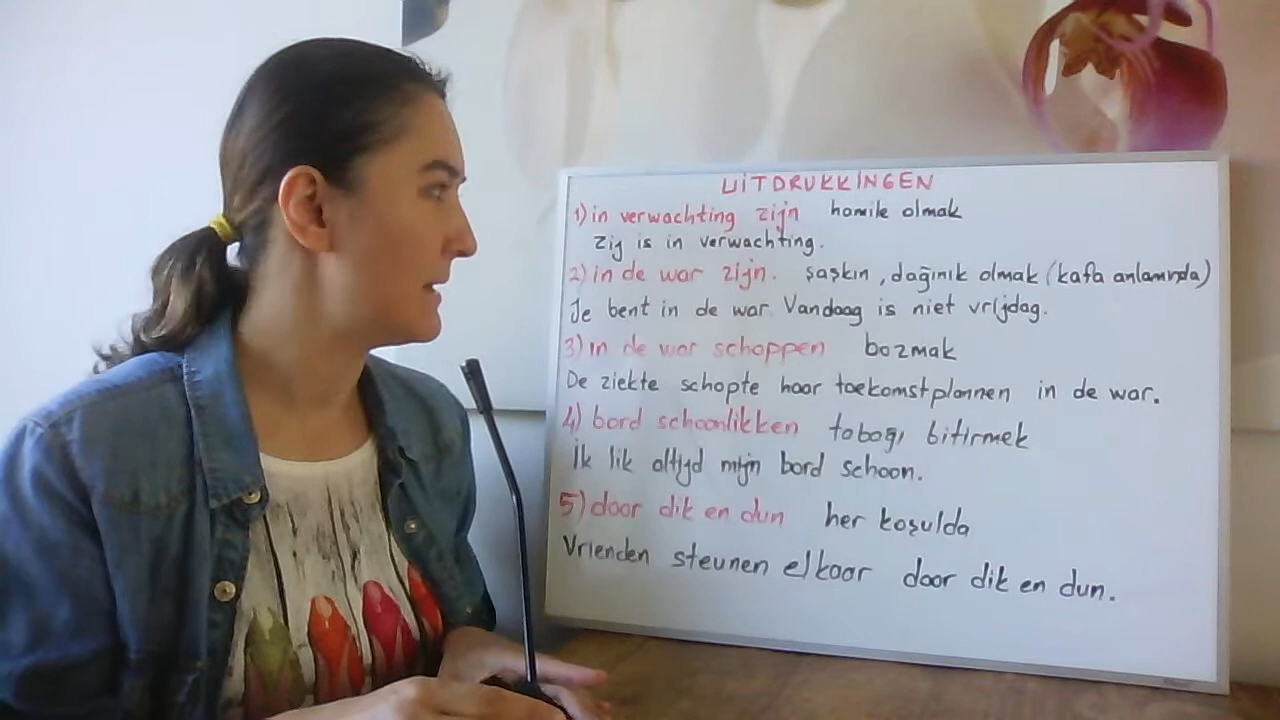 UİTDRUKKİNGEN
1) in verwachting zijn hamile olmak
Zij is in verwachting.
2) in de war zijn. şaşkın, dağınık olmak (kafa anlamında)
Je bent in de war. Vandaag is niet vrijdag.
3) in de war schoppen bozmak
De ziekte schopte haar toekomstplannen in de war.
4) bord schoonlikken tabağı bitirmek
İk lik altijd mijn bord schoon.
5) door dik en dun her koşulda
Vrienden steunen elkaar door dik en dun.